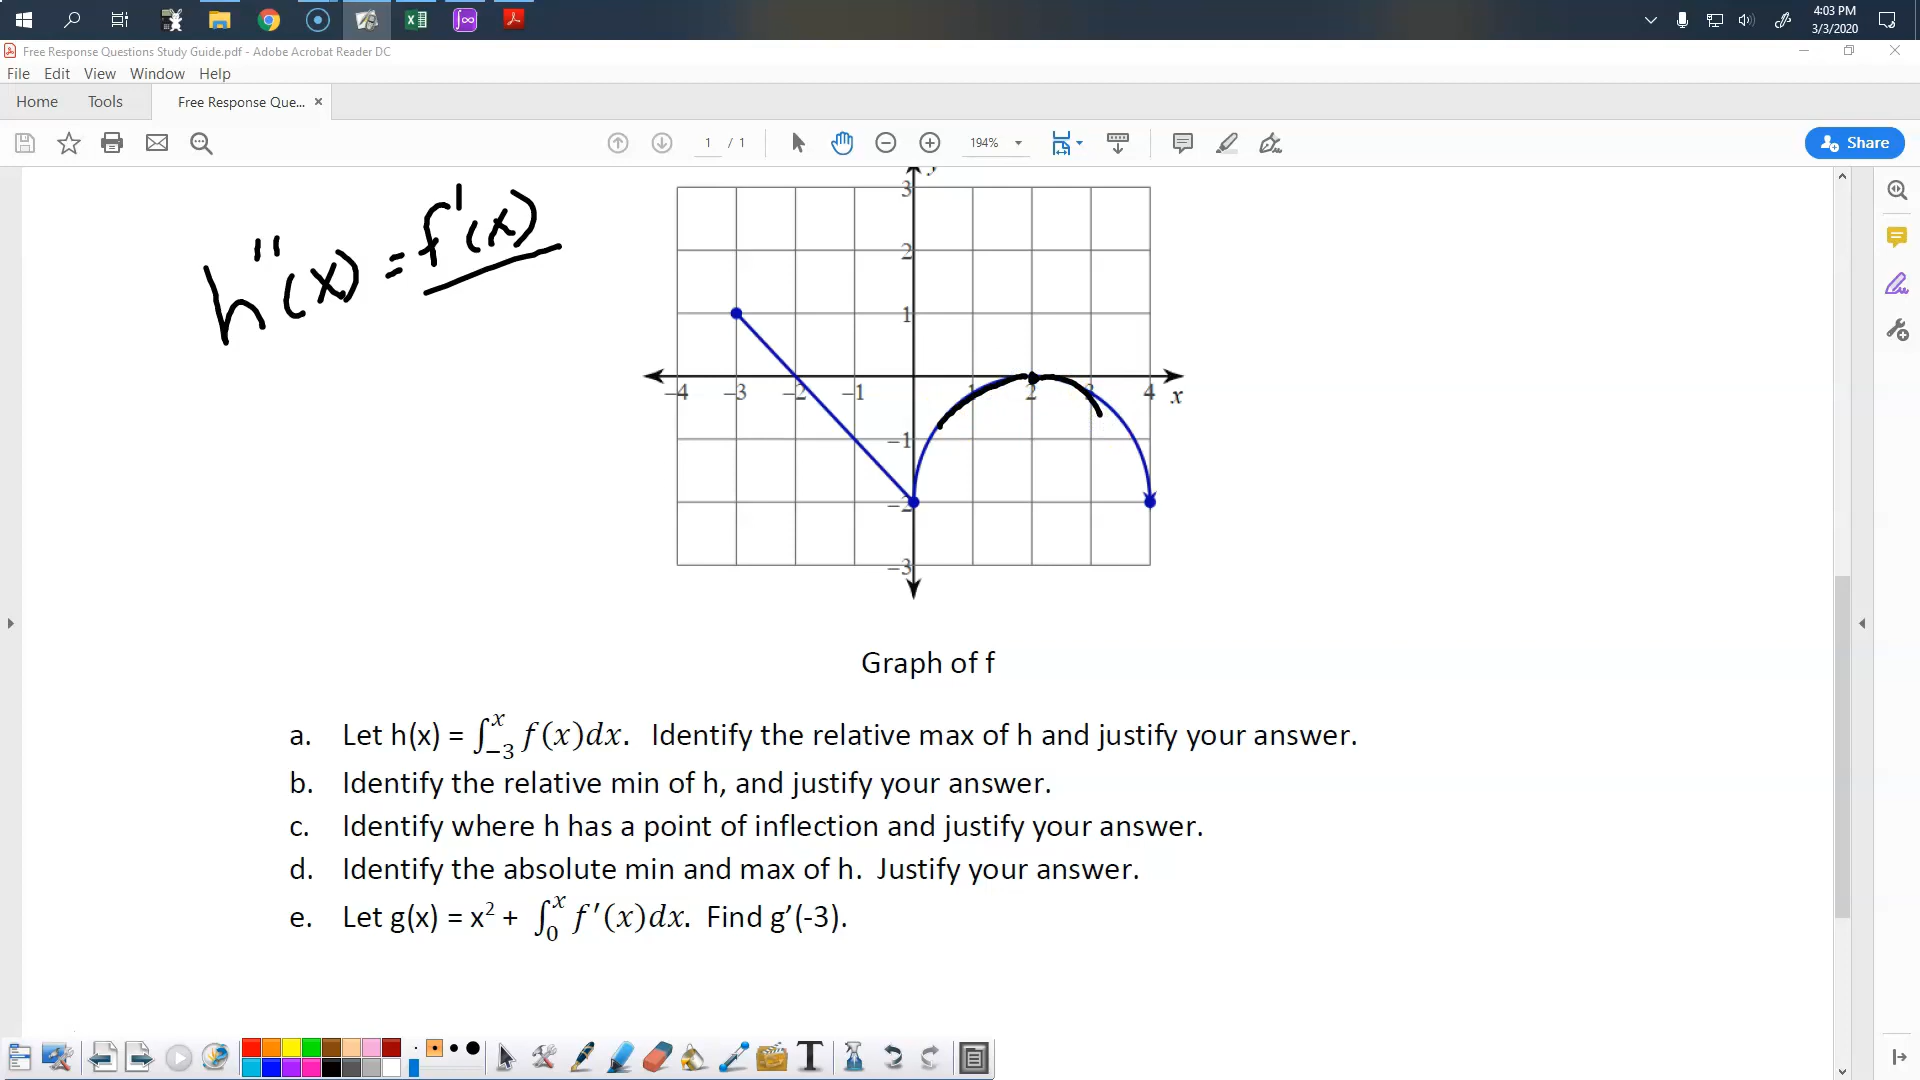 4:03 PM
3/3/2020
Free Response Questions Study Guide.pdf - Adobe Acrobat Reader DC
File Edit View Window Help
Home Tools Free Response Que... ×
1 / 1 194% Share
h''(x) = f'(x)
y
3
2
1
-4 -3 -2 -1 1 2 3 4 x
-1
-2
-3
Graph of f
a. Let h(x) = ∫₋₃ˣ f(x)dx. Identify the relative max of h and justify your answer.
b. Identify the relative min of h, and justify your answer.
c. Identify where h has a point of inflection and justify your answer.
d. Identify the absolute min and max of h. Justify your answer.
e. Let g(x) = x² + ∫₀ˣ f′(x)dx. Find g’(-3).